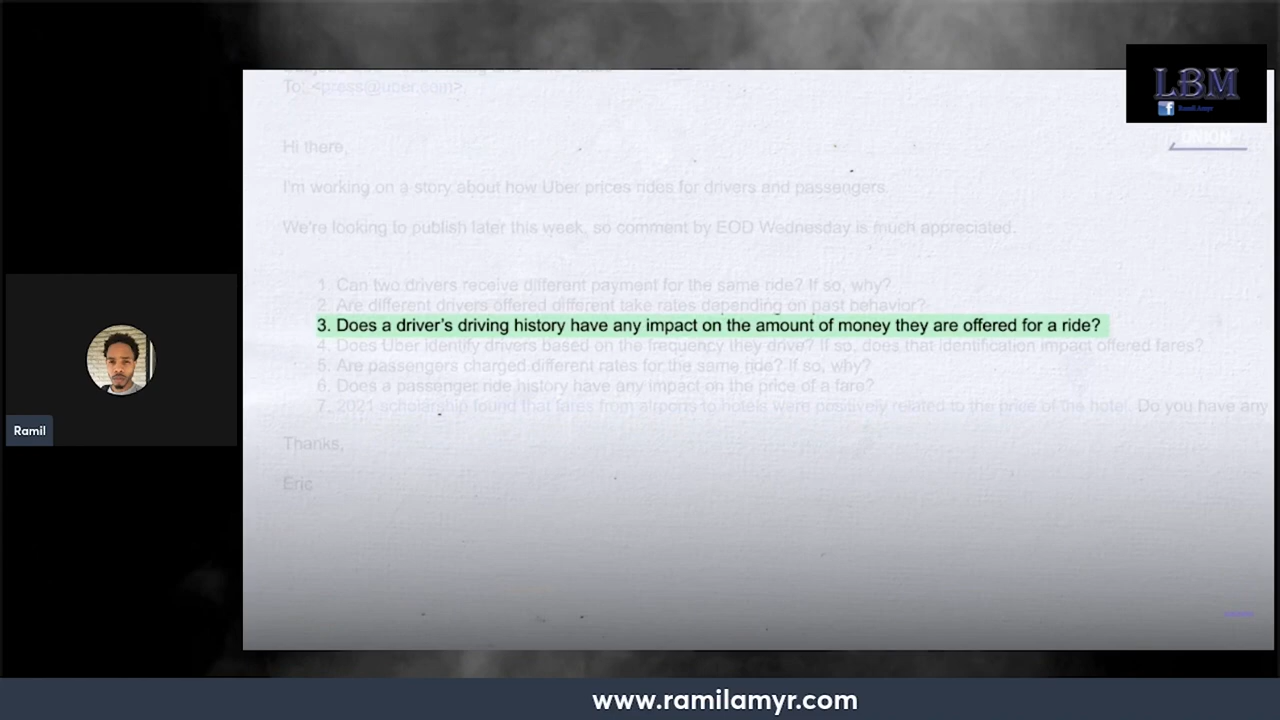 LBM
Ramil Amyr
UNION
To: <press@uber.com>
Hi there,
I'm working on a story about how Uber prices rides for drivers and passengers.
We're looking to publish later this week, so comment by EOD Wednesday is much appreciated.
1. Can two drivers receive different payment for the same ride? If so, why?
2. Are different drivers offered different take rates depending on past behavior?
3. Does a driver's driving history have any impact on the amount of money they are offered for a ride?
4. Does Uber identify drivers based on the frequency they drive? If so, does that identification impact offered fares?
5. Are passengers charged different rates for the same ride? If so, why?
6. Does a passenger ride history have any impact on the price of a fare?
7. 2021 scholarship found that fares from airports to hotels were positively related to the price of the hotel. Do you have any
Thanks,
Eric
Ramil
www.ramilamyr.com